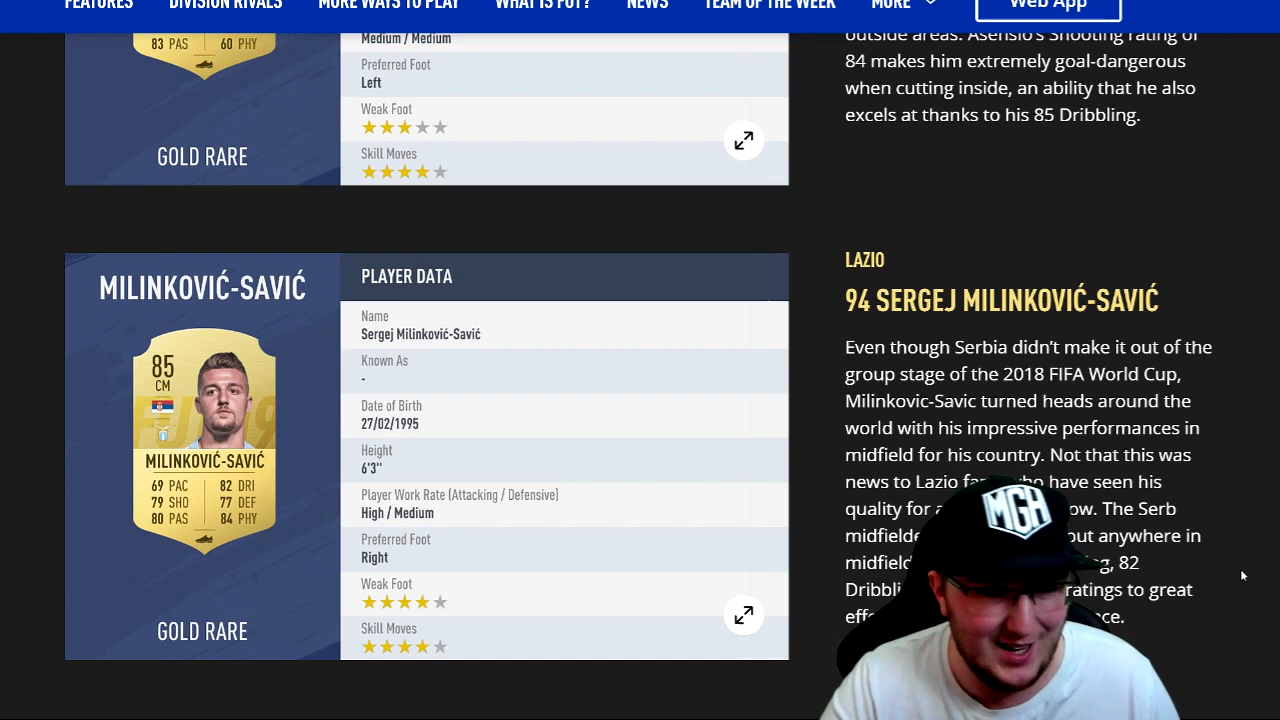 FEATURES DIVISION RIVALS MORE WAYS TO PLAY WHAT IS FUT? NEWS TEAM OF THE WEEK MORE Web App
83 PAS 60 PHY
GOLD RARE
Medium / Medium
Preferred Foot
Left
Weak Foot
Skill Moves
outside areas. Asensio's Shooting rating of
84 makes him extremely goal-dangerous
when cutting inside, an ability that he also
excels at thanks to his 85 Dribbling.
MILINKOVIĆ-SAVIĆ
85
CM
MILINKOVIĆ-SAVIĆ
69 PAC 82 DRI
79 SHO 77 DEF
80 PAS 84 PHY
GOLD RARE
PLAYER DATA
Name
Sergej Milinković-Savić
Known As
-
Date of Birth
27/02/1995
Height
6'3"
Player Work Rate (Attacking / Defensive)
High / Medium
Preferred Foot
Right
Weak Foot
Skill Moves
LAZIO
94 SERGEJ MILINKOVIĆ-SAVIĆ
Even though Serbia didn't make it out of the
group stage of the 2018 FIFA World Cup,
Milinkovic-Savic turned heads around the
world with his impressive performances in
midfield for his country. Not that this was
news to Lazio who have seen his
quality for The Serb
anywhere in
82
ratings to great
MGH